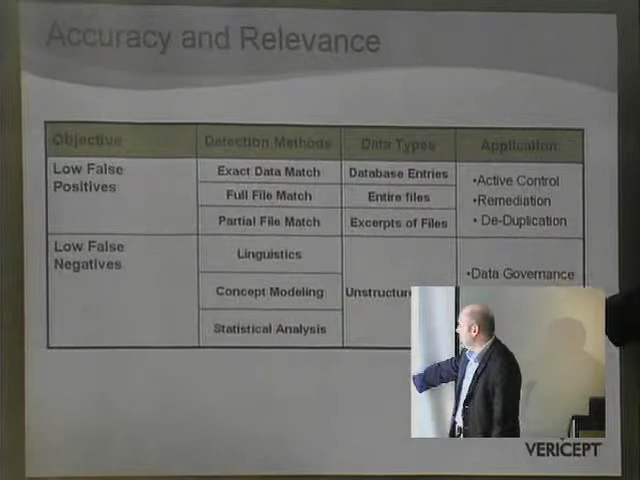 Accuracy and Relevance
Objective
Detection Methods
Data Types
Application
Low False
Positives
Exact Data Match
Database Entries
Full File Match
Entire files
Partial File Match
Excerpts of Files
•Active Control
•Remediation
• De-Duplication
Low False
Negatives
Linguistics
Concept Modeling
Statistical Analysis
•Data Governance
VERICEPT